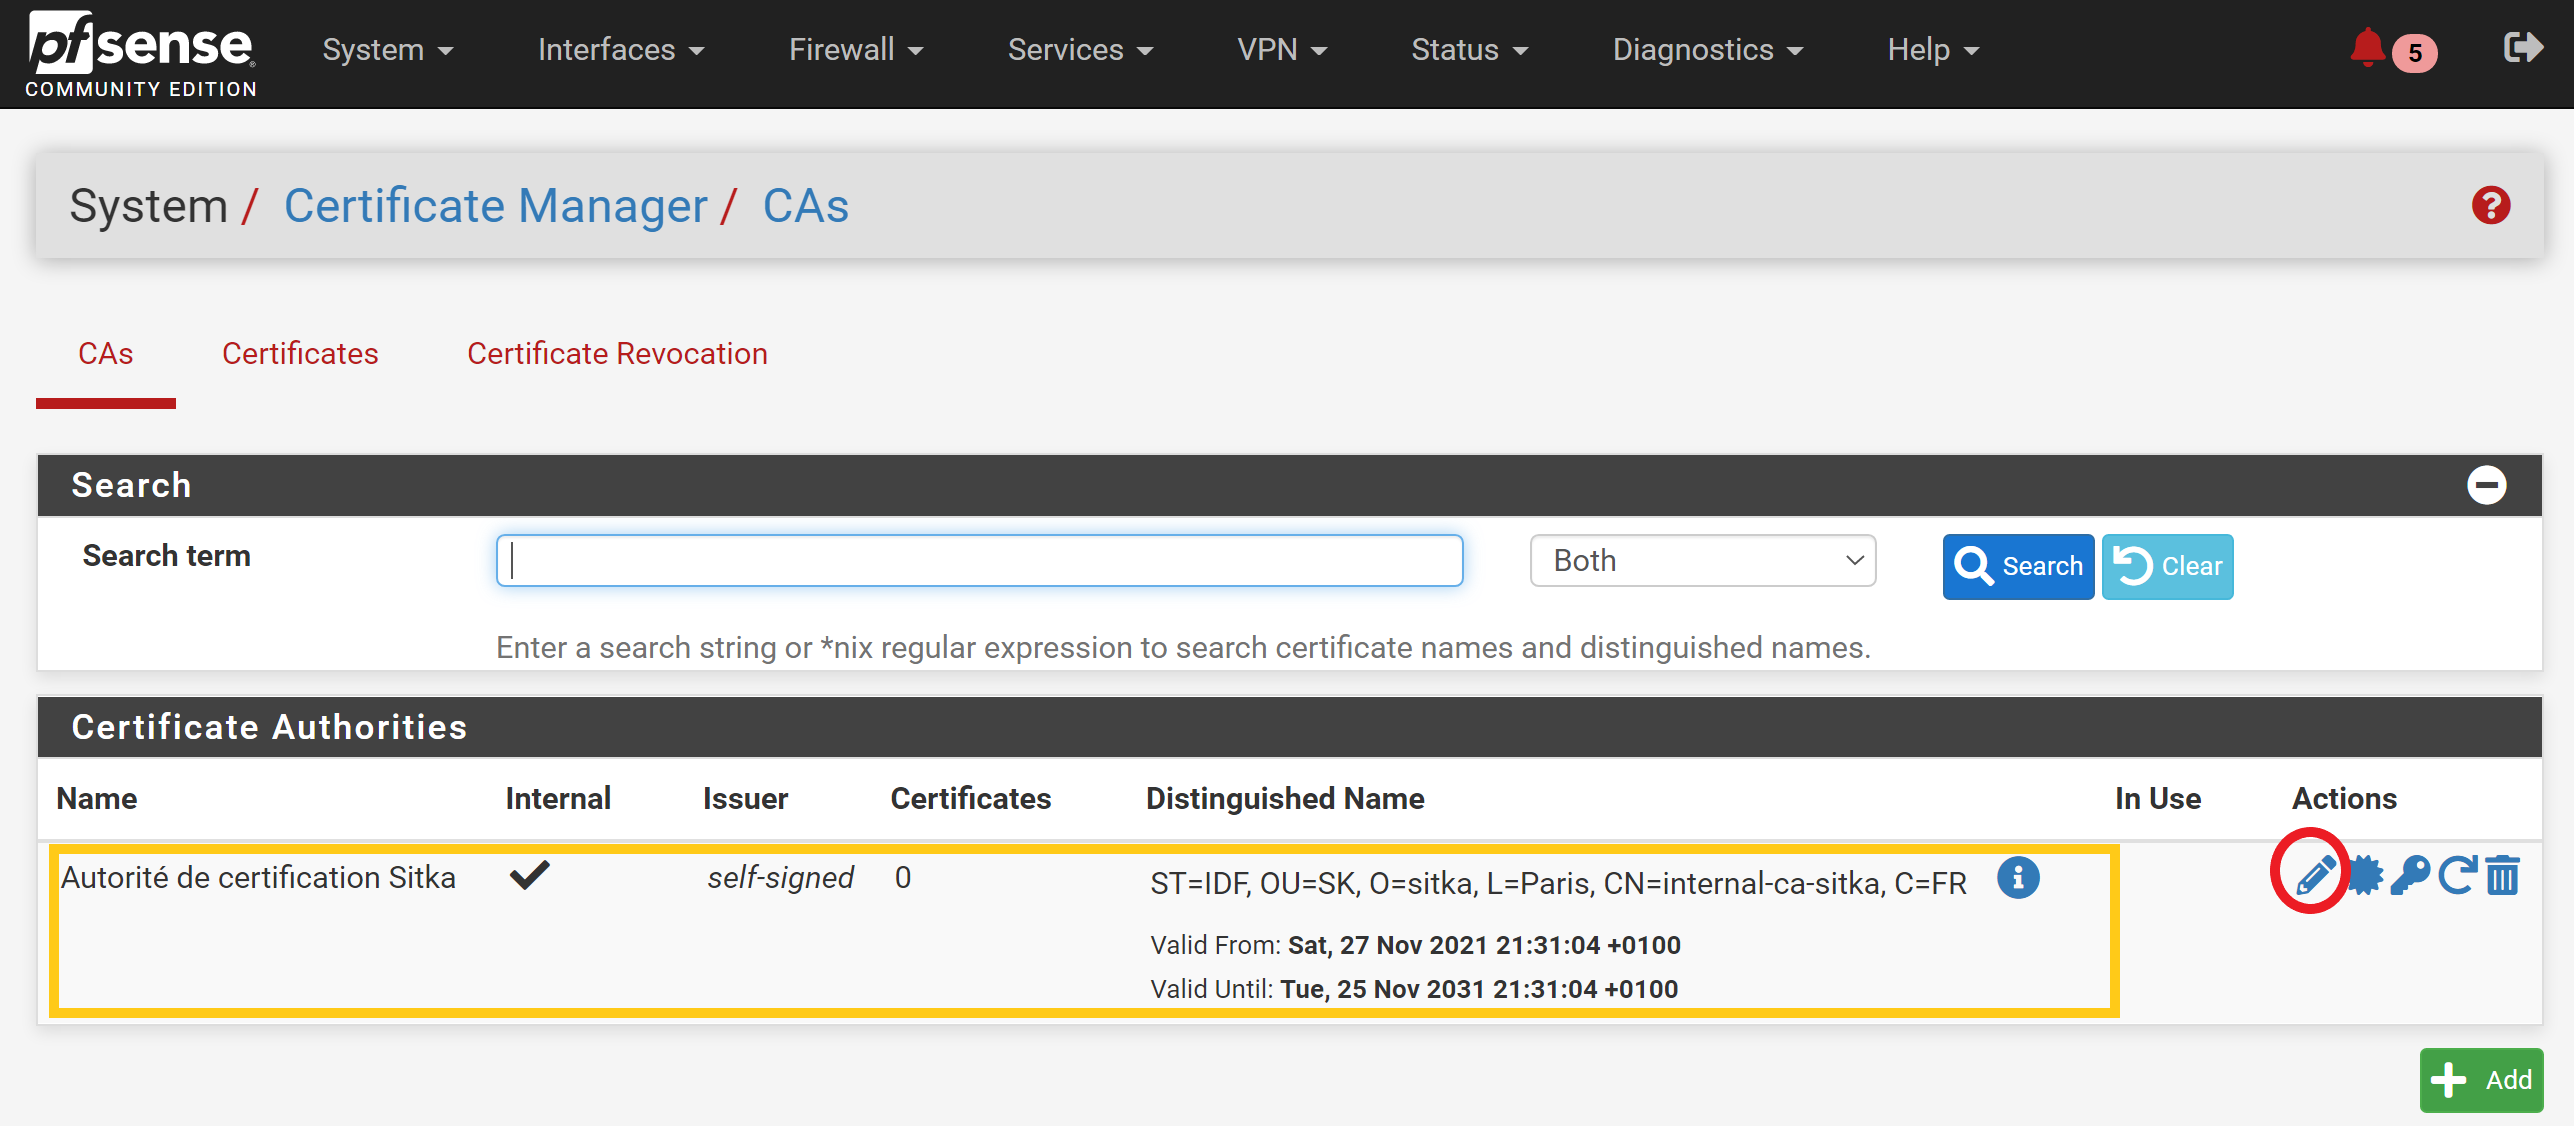 pfsense
COMMUNITY EDITION
System Interfaces Firewall Services VPN Status Diagnostics Help 5
System / Certificate Manager / CAs
CAs Certificates Certificate Revocation
Search
Search term Both Search Clear
Enter a search string or *nix regular expression to search certificate names and distinguished names.
Certificate Authorities
Name Internal Issuer Certificates Distinguished Name In Use Actions
Autorité de certification Sitka self-signed 0 ST=IDF, OU=SK, O=sitka, L=Paris, CN=internal-ca-sitka, C=FR
Valid From: Sat, 27 Nov 2021 21:31:04 +0100
Valid Until: Tue, 25 Nov 2031 21:31:04 +0100
Add